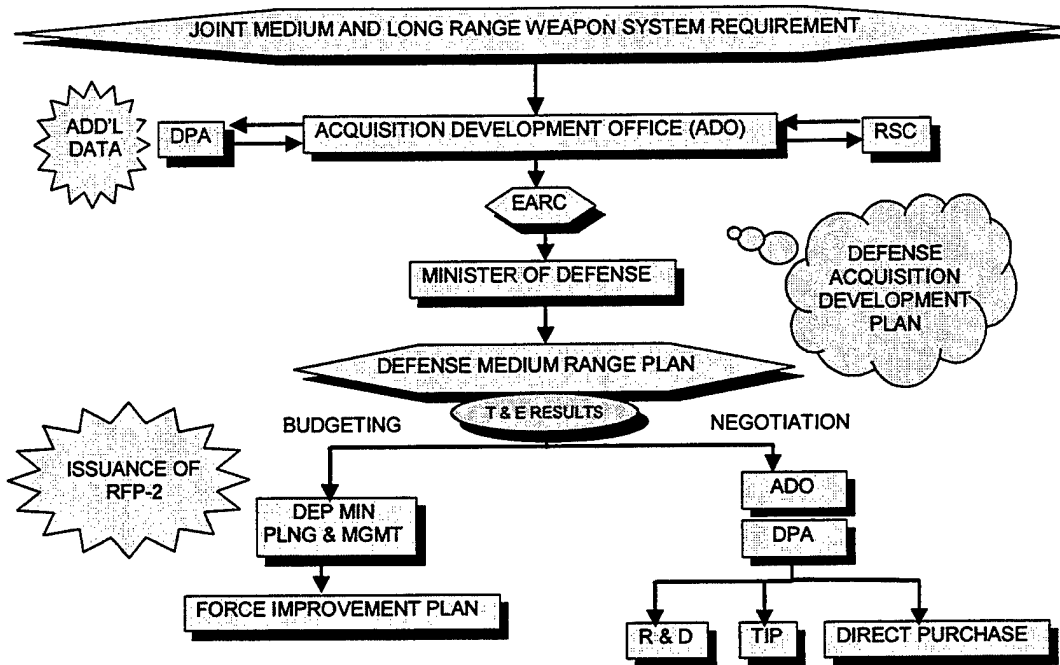 JOINT MEDIUM AND LONG RANGE WEAPON SYSTEM REQUIREMENT
ADD'L
DATA
DPA
ACQUISITION DEVELOPMENT OFFICE (ADO)
RSC
EARC
MINISTER OF DEFENSE
DEFENSE
ACQUISITION
DEVELOPMENT
PLAN
DEFENSE MEDIUM RANGE PLAN
T & E RESULTS
BUDGETING
NEGOTIATION
ISSUANCE OF
RFP-2
DEP MIN
PLNG & MGMT
ADO
DPA
FORCE IMPROVEMENT PLAN
R & D
TIP
DIRECT PURCHASE